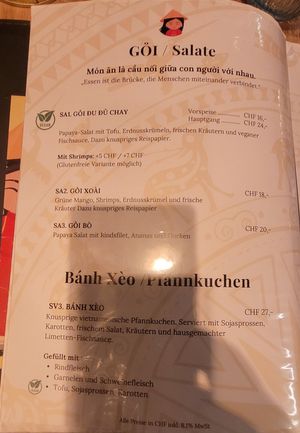 GỎI / Salate
Món ăn là cầu nối giữa con người với nhau.
„Essen ist die Brücke, die Menschen miteinander verbindet."
VEGAN
SA1. GỎI ĐU ĐỦ CHAY
Vorspeise CHF 16,-
Hauptgang CHF 24,-
Papaya-Salat mit Tofu, Erdnusskrümeln, frischen Kräutern und veganer
Fischsauce. Dazu knuspriges Reispapier.
Mit Shrimps: +5 CHF / +7 CHF
(Glutenfreie Variante möglich)
SA2. GỎI XOÀI
CHF 18,-
Grüne Mango, Shrimps, Erdnusskrümel und frische
Kräuter Dazu knuspriges Reispapier.
SA3. GỎI BÒ
CHF 20,-
Papaya Salat mit Rindsfilet, Ananas und
Bánh Xèo /Pfannkuchen
SV3. BÁNH XÈO
CHF 27,-
Knusprige vietnamesische Pfannkuchen. Serviert mit Sojasprossen,
Karotten, frischem Salat, Kräutern und hausgemachter
Limetten-Fischsauce.
Gefüllt mit :
• Rindfleisch
• Garnelen und Schweinefleisch
• Tofu, Sojasprossen, Karotten
Alle Preise in CHF inkl. 8,1% MwSt.